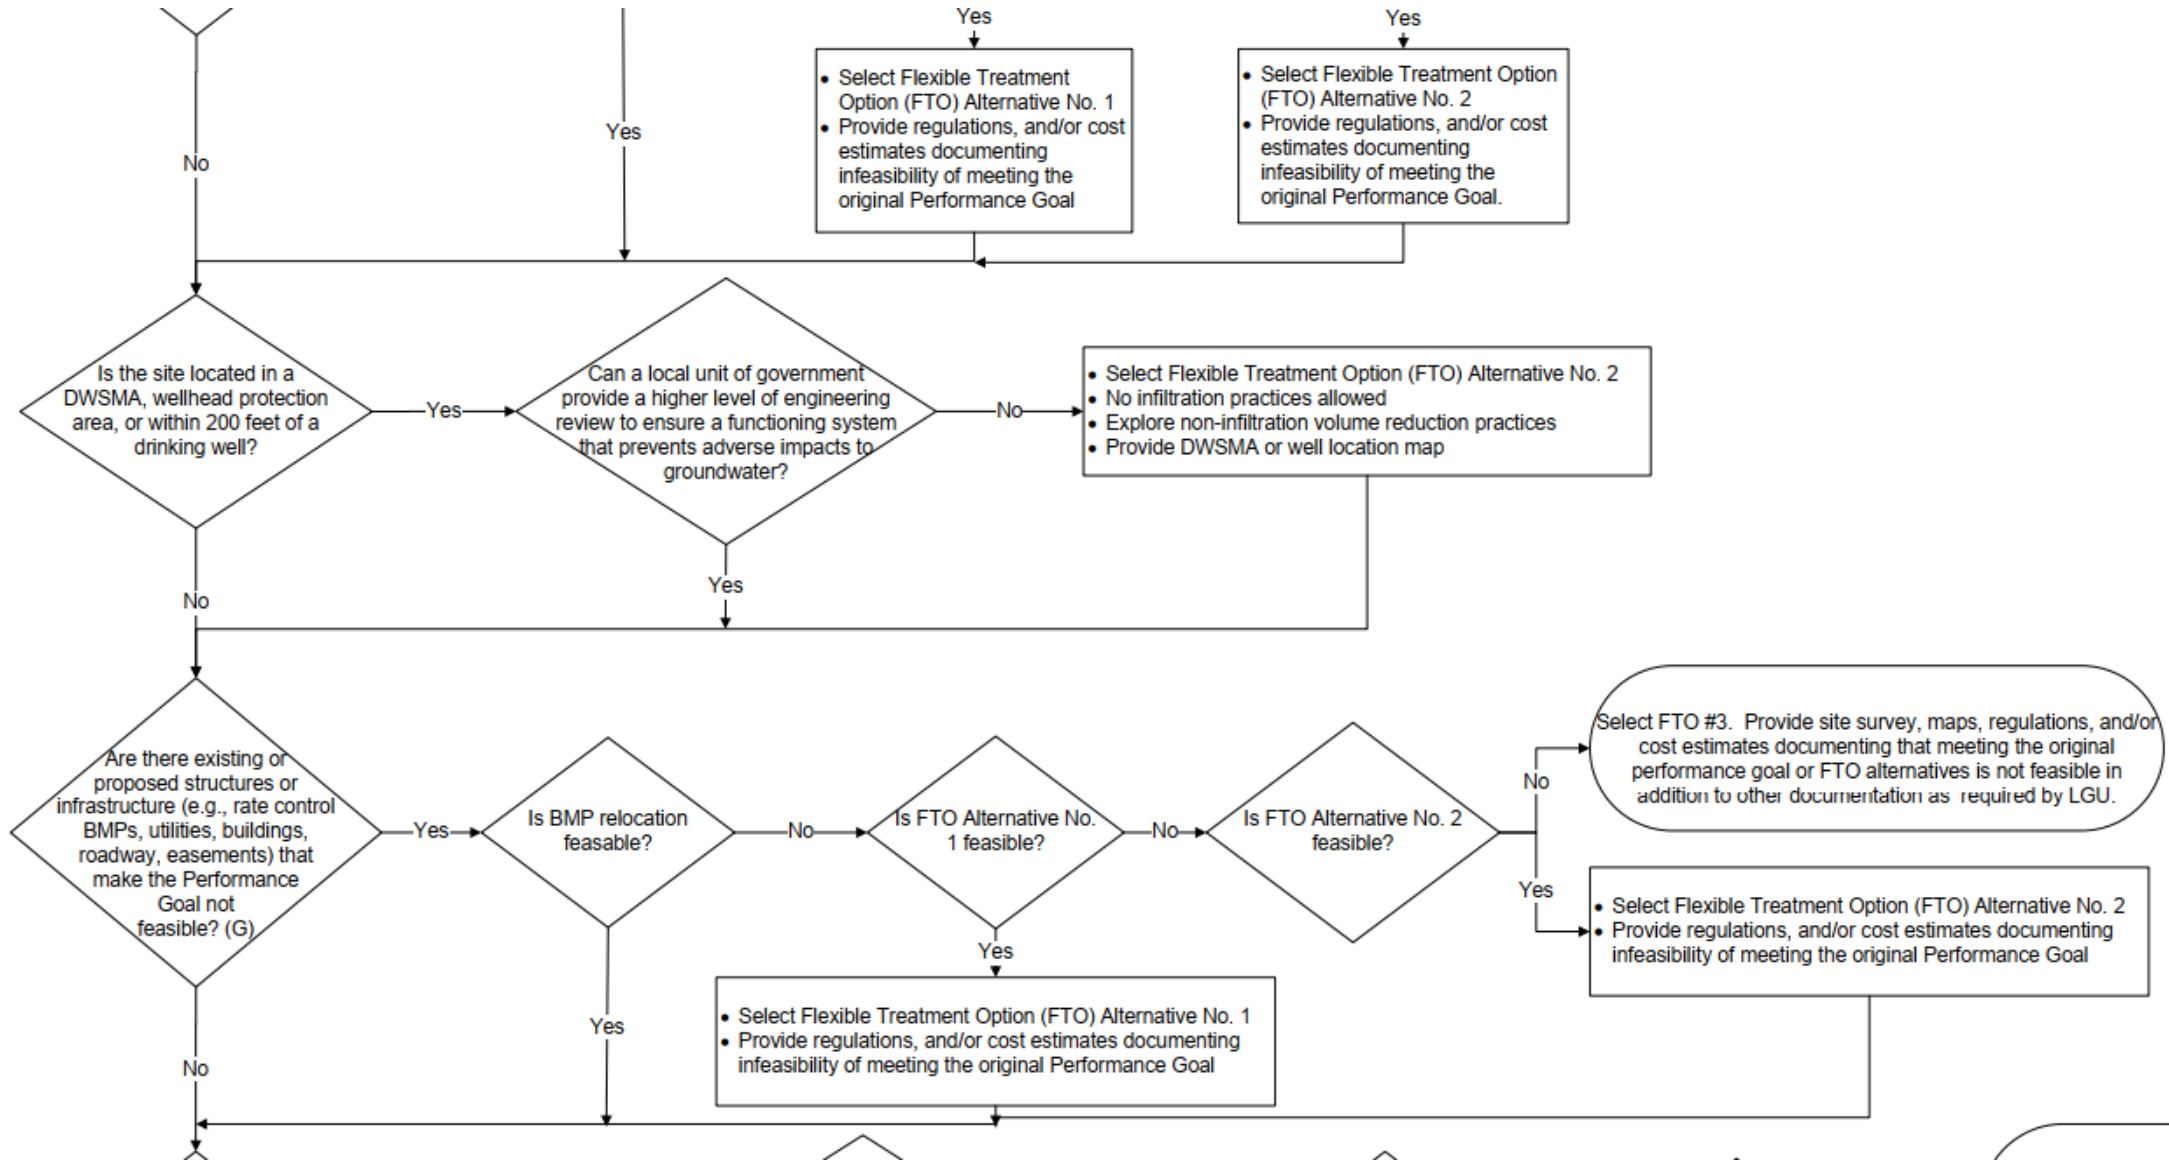 Yes
Yes
• Select Flexible Treatment
Option (FTO) Alternative No. 1
• Provide regulations, and/or cost
estimates documenting
infeasibility of meeting the
original Performance Goal
• Select Flexible Treatment Option
(FTO) Alternative No. 2
• Provide regulations, and/or cost
estimates documenting
infeasibility of meeting the
original Performance Goal.
Yes
No
Is the site located in a
DWSMA, wellhead protection
area, or within 200 feet of a
drinking well?
Yes
Can a local unit of government
provide a higher level of engineering
review to ensure a functioning system
that prevents adverse impacts to
groundwater?
No
• Select Flexible Treatment Option (FTO) Alternative No. 2
• No infiltration practices allowed
• Explore non-infiltration volume reduction practices
• Provide DWSMA or well location map
Yes
No
Are there existing or
proposed structures or
infrastructure (e.g., rate control
BMPs, utilities, buildings,
roadway, easements) that
make the Performance
Goal not
feasible? (G)
Yes
Is BMP relocation
feasable?
No
Is FTO Alternative No.
1 feasible?
No
Is FTO Alternative No. 2
feasible?
No
Select FTO #3. Provide site survey, maps, regulations, and/or
cost estimates documenting that meeting the original
performance goal or FTO alternatives is not feasible in
addition to other documentation as required by LGU.
Yes
• Select Flexible Treatment Option (FTO) Alternative No. 2
• Provide regulations, and/or cost estimates documenting
infeasibility of meeting the original Performance Goal
Yes
• Select Flexible Treatment Option (FTO) Alternative No. 1
• Provide regulations, and/or cost estimates documenting
infeasibility of meeting the original Performance Goal
Yes
No